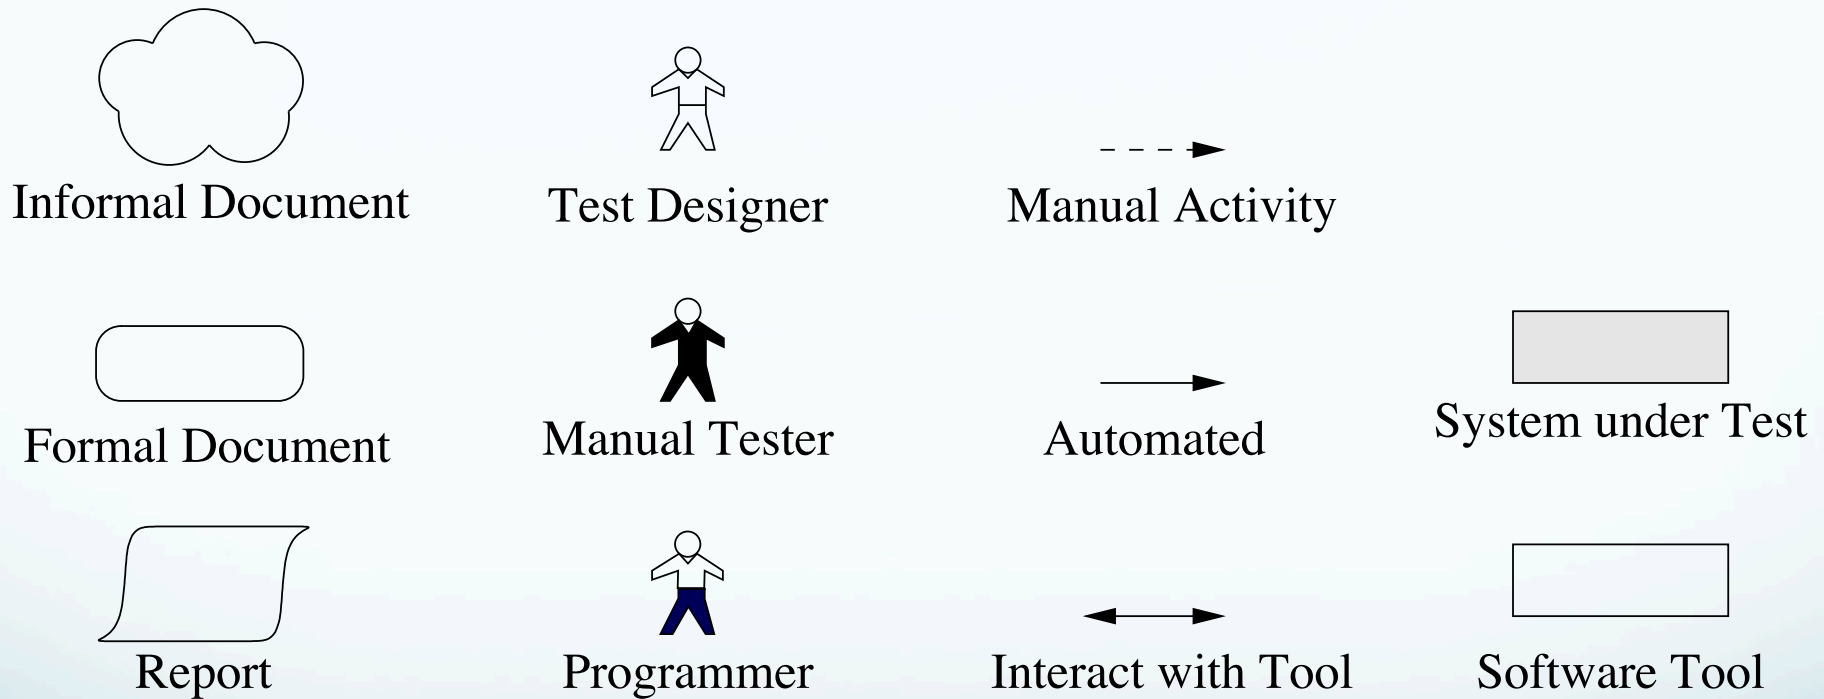 Informal Document
Test Designer
Manual Activity
Formal Document
Manual Tester
Automated
System under Test
Report
Programmer
Interact with Tool
Software Tool